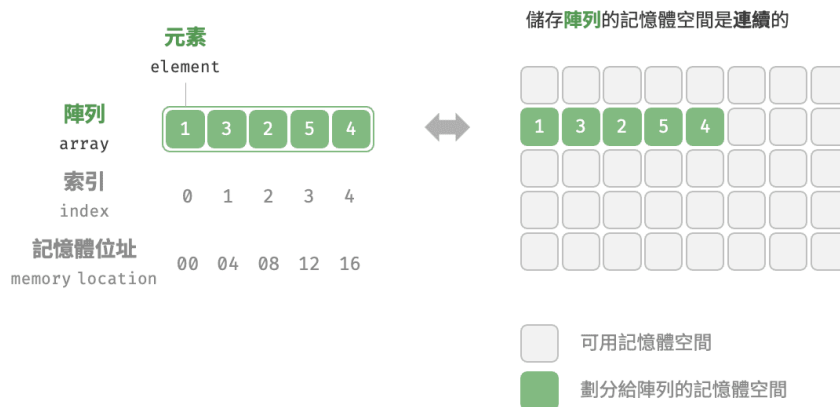 儲存陣列的記憶體空間是連續的
元素
element
陣列
array
1 3 2 5 4
索引
index
0 1 2 3 4
記憶體位址
memory location
00 04 08 12 16
1 3 2 5 4
可用記憶體空間
劃分給陣列的記憶體空間